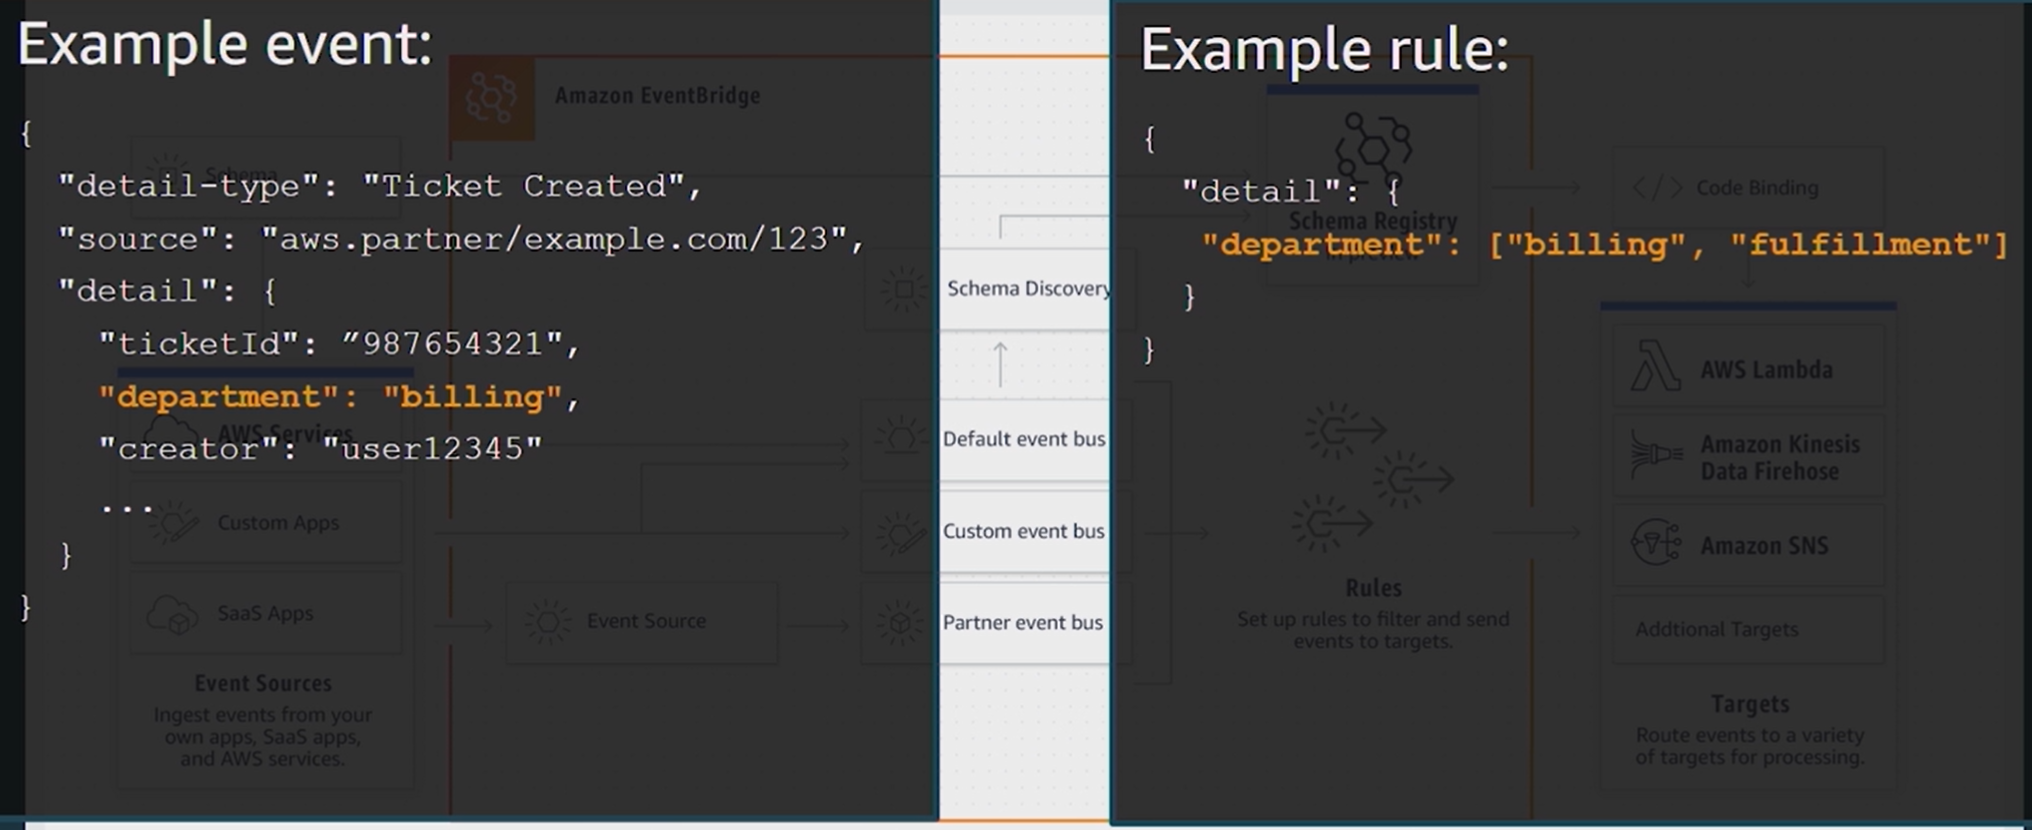 Example event:
{
"detail-type": "Ticket Created",
"source": "aws.partner/example.com/123",
"detail": {
"ticketId": ”987654321",
"department": "billing",
"creator": "user12345"
...
}
}
Example rule:
{
"detail": {
"department": ["billing", "fulfillment"]
}
}
Amazon EventBridge
Schema
AWS Services
Custom Apps
SaaS Apps
Event Sources
Ingest events from your
own apps, SaaS apps,
and AWS services.
Event Source
Schema Discovery
Default event bus
Custom event bus
Partner event bus
Schema Registry
Code Binding
Rules
Set up rules to filter and send
events to targets.
AWS Lambda
Amazon Kinesis
Data Firehose
Amazon SNS
Addtional Targets
Targets
Route events to a variety
of targets for processing.